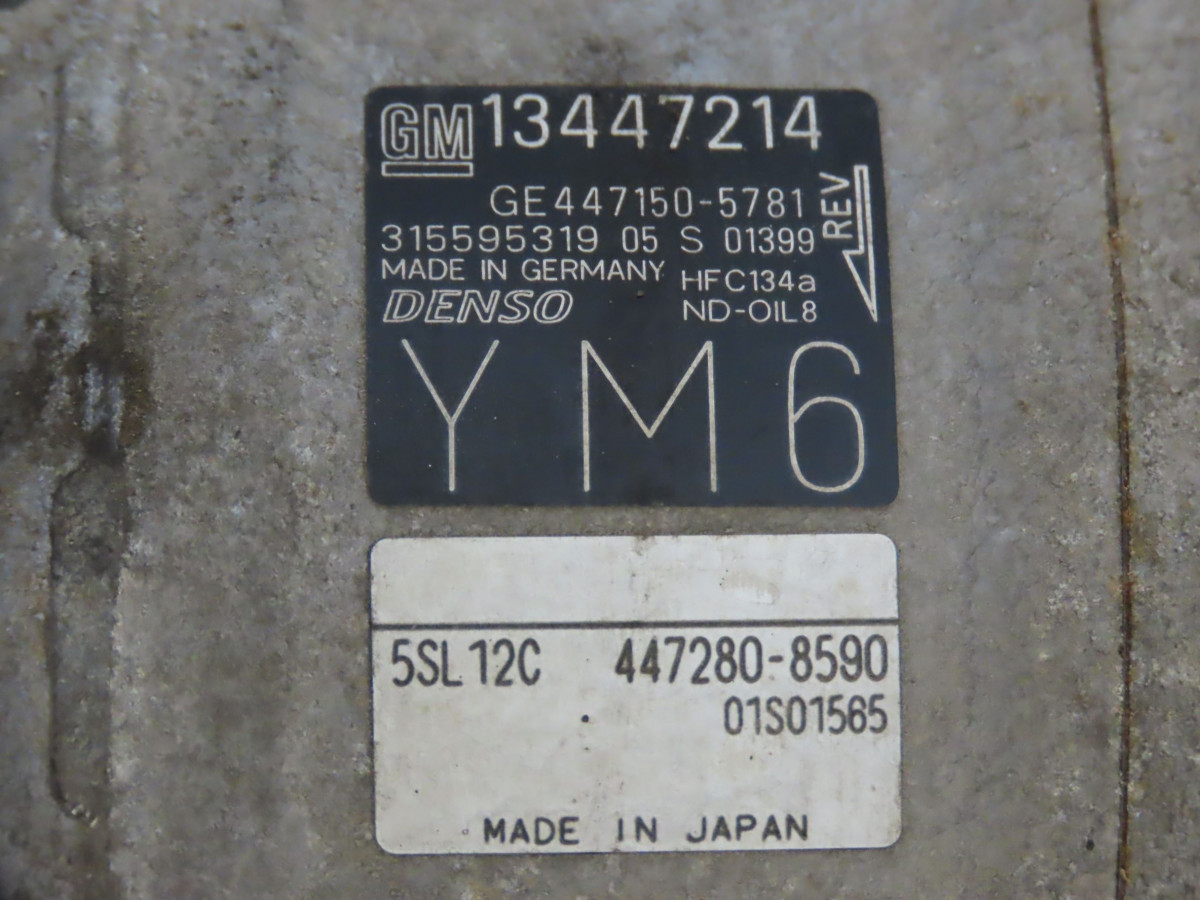 GM 13447214
GE447150-5781
REV
315595319 05 S 01399
MADE IN GERMANY HFC134a
DENSO ND-OIL8
YM6
5SL12C 447280-8590
01S01565
MADE IN JAPAN